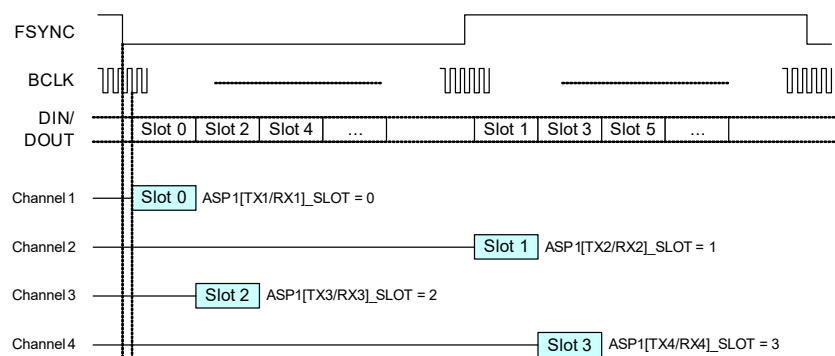 FSYNC
BCLK
DIN/
DOUT
Slot 0 Slot 2 Slot 4 ... Slot 1 Slot 3 Slot 5 ...
Channel 1 Slot 0 ASP1[TX1/RX1]_SLOT = 0
Channel 2 Slot 1 ASP1[TX2/RX2]_SLOT = 1
Channel 3 Slot 2 ASP1[TX3/RX3]_SLOT = 2
Channel 4 Slot 3 ASP1[TX4/RX4]_SLOT = 3